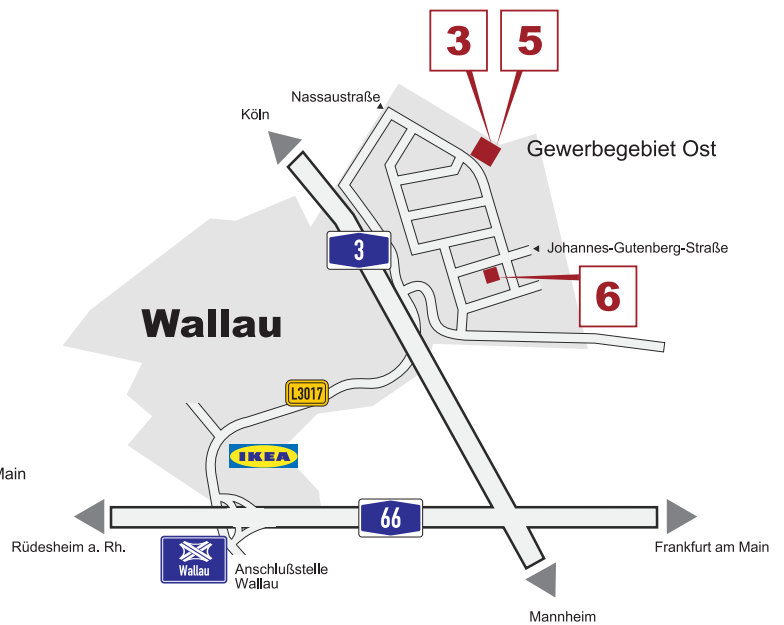 3
5
Nassaustraße
Köln
Gewerbegebiet Ost
3
Johannes-Gutenberg-Straße
6
Wallau
L3017
IKEA
Main
66
Rüdesheim a. Rh.
Frankfurt am Main
Wallau
Anschlußstelle
Wallau
Mannheim